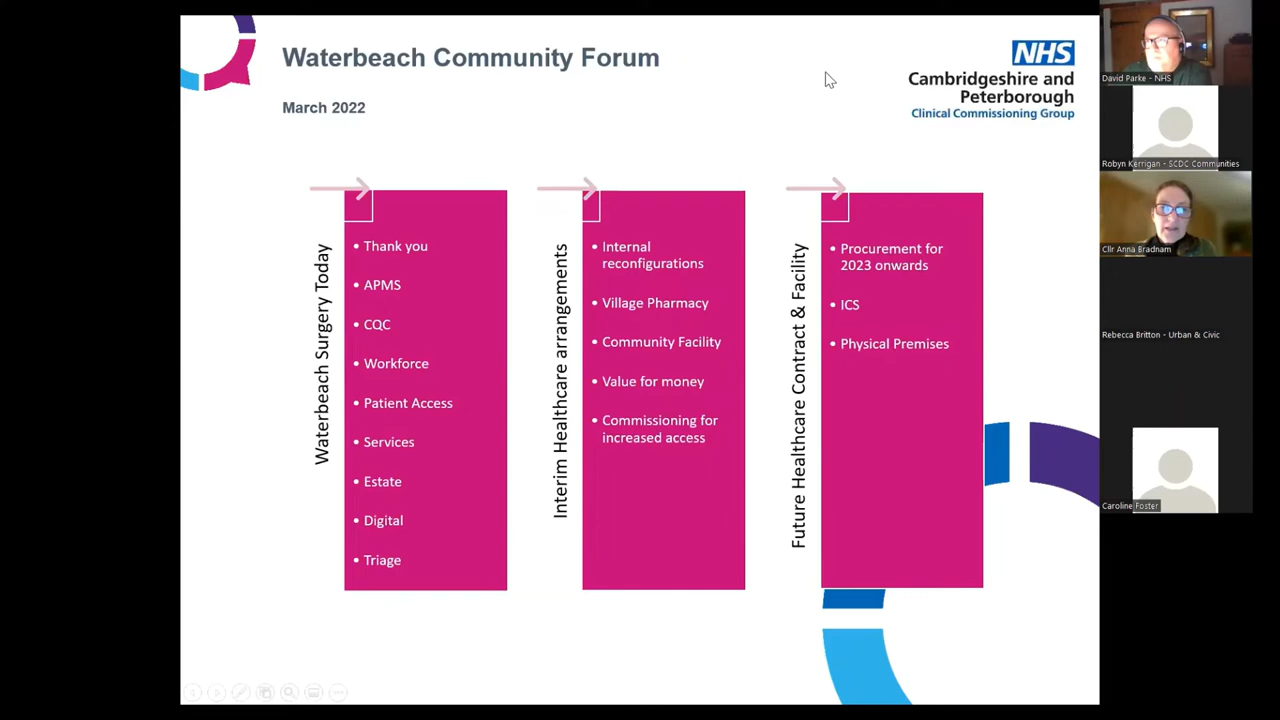 Waterbeach Community Forum
March 2022
NHS
Cambridgeshire and
Peterborough
Clinical Commissioning Group
Waterbeach Surgery Today
• Thank you
• APMS
• CQC
• Workforce
• Patient Access
• Services
• Estate
• Digital
• Triage
Interim Healthcare arrangements
• Internal
reconfigurations
• Village Pharmacy
• Community Facility
• Value for money
• Commissioning for
increased access
Future Healthcare Contract & Facility
• Procurement for
2023 onwards
• ICS
• Physical Premises
David Parke - NHS
Robyn Kerrigan - SCDC Communities
Cllr Anna Bradnam
Rebecca Britton - Urban & Civic
Caroline Foster